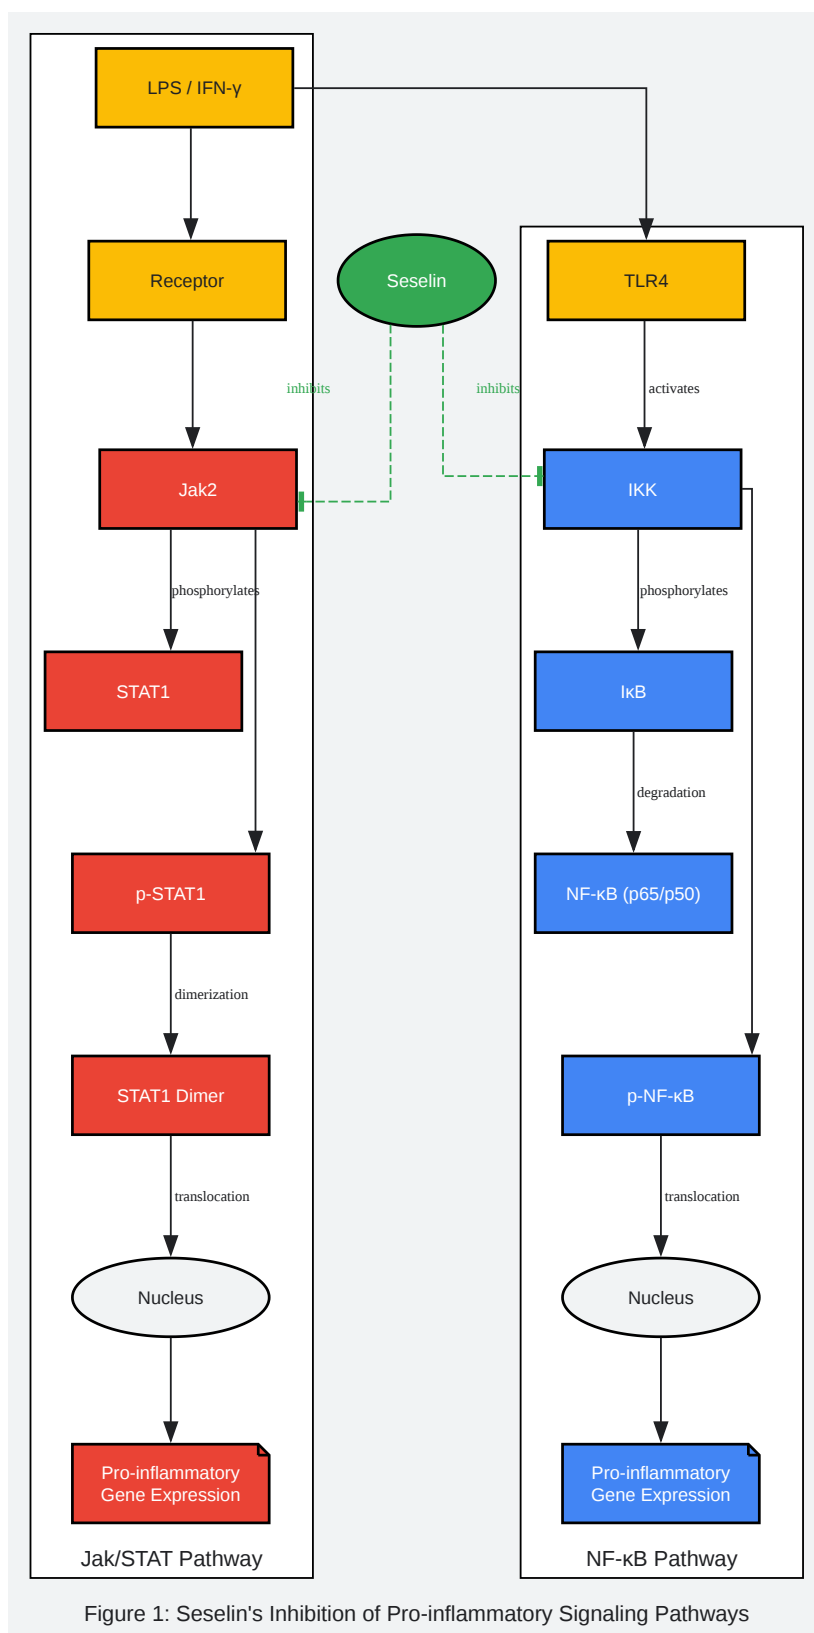 LPS / IFN-γ
Receptor
Seselin
TLR4
inhibits
inhibits
activates
Jak2
IKK
phosphorylates
phosphorylates
STAT1
IκB
degradation
p-STAT1
NF-κB (p65/p50)
dimerization
STAT1 Dimer
p-NF-κB
translocation
translocation
Nucleus
Nucleus
Pro-inflammatory
Gene Expression
Pro-inflammatory
Gene Expression
Jak/STAT Pathway
NF-κB Pathway
Figure 1: Seselin's Inhibition of Pro-inflammatory Signaling Pathways